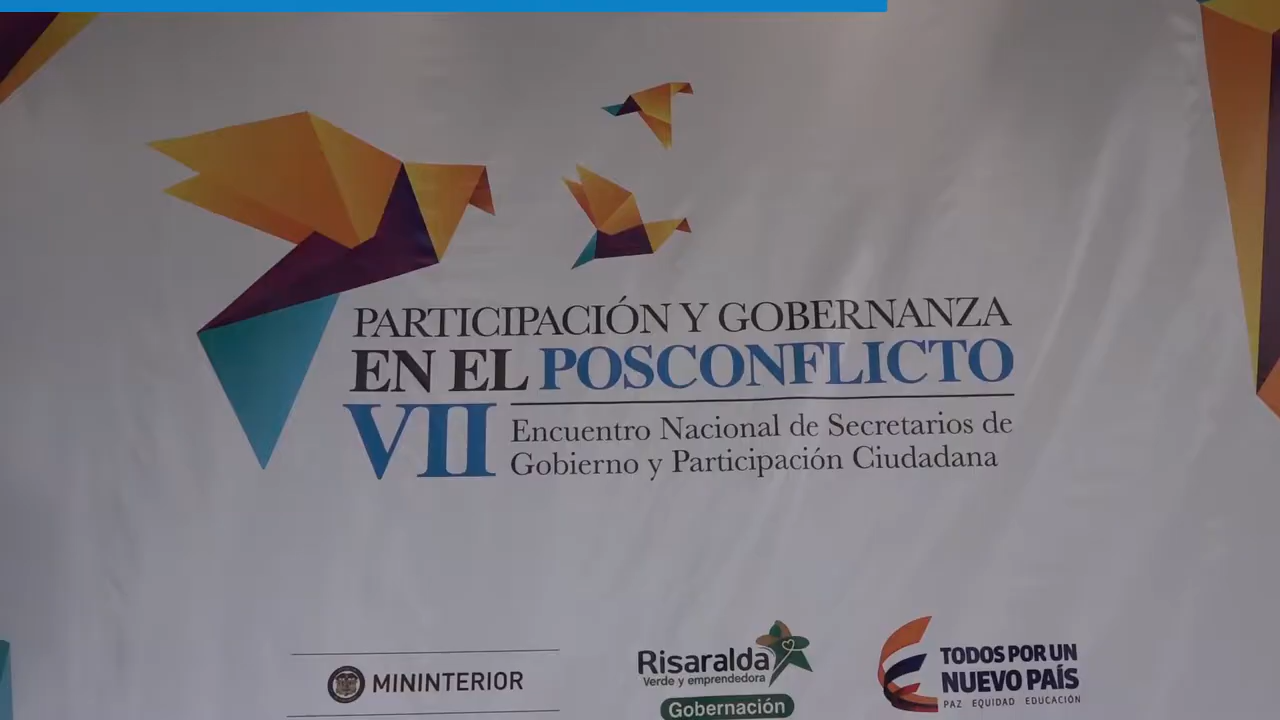 PARTICIPACIÓN Y GOBERNANZA
EN EL POSCONFLICTO
VII
Encuentro Nacional de Secretarios de
Gobierno y Participación Ciudadana
MININTERIOR
Risaralda
Verde y emprendedora
Gobernación
TODOS POR UN
NUEVO PAÍS
PAZ EQUIDAD EDUCACIÓN